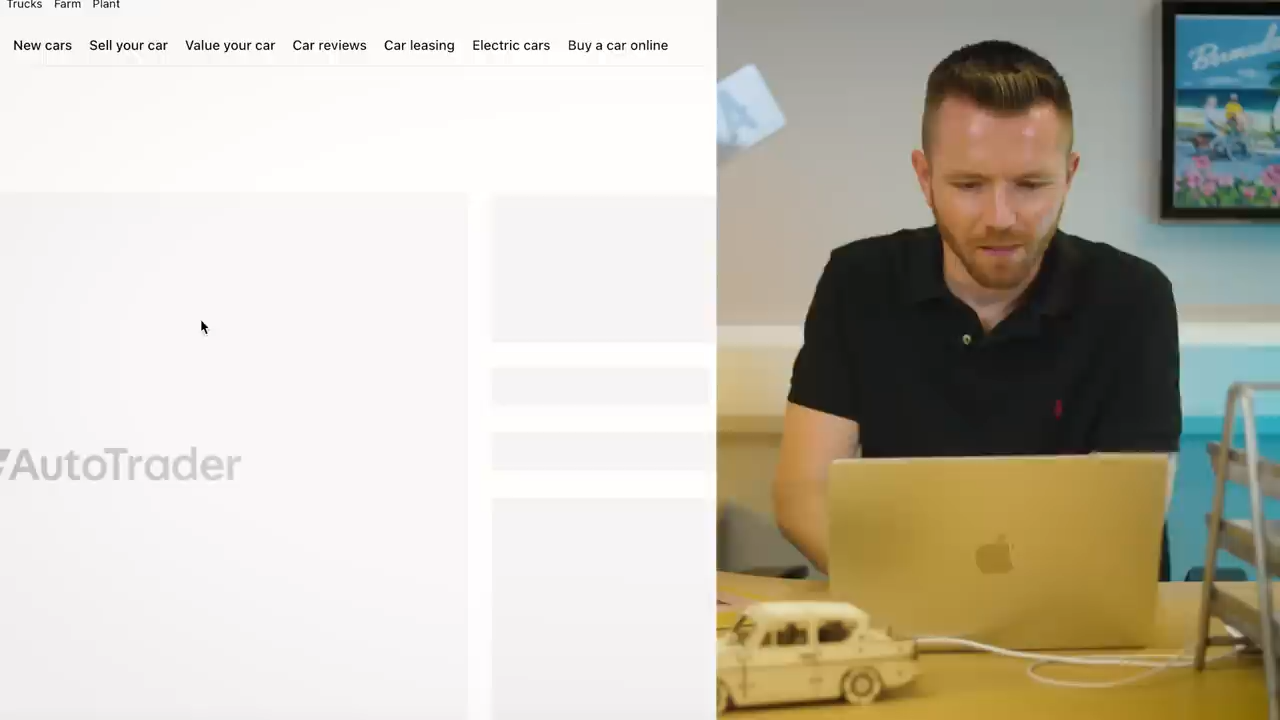 Trucks Farm Plant
New cars Sell your car Value your car Car reviews Car leasing Electric cars Buy a car online
AutoTrader
Bermuda